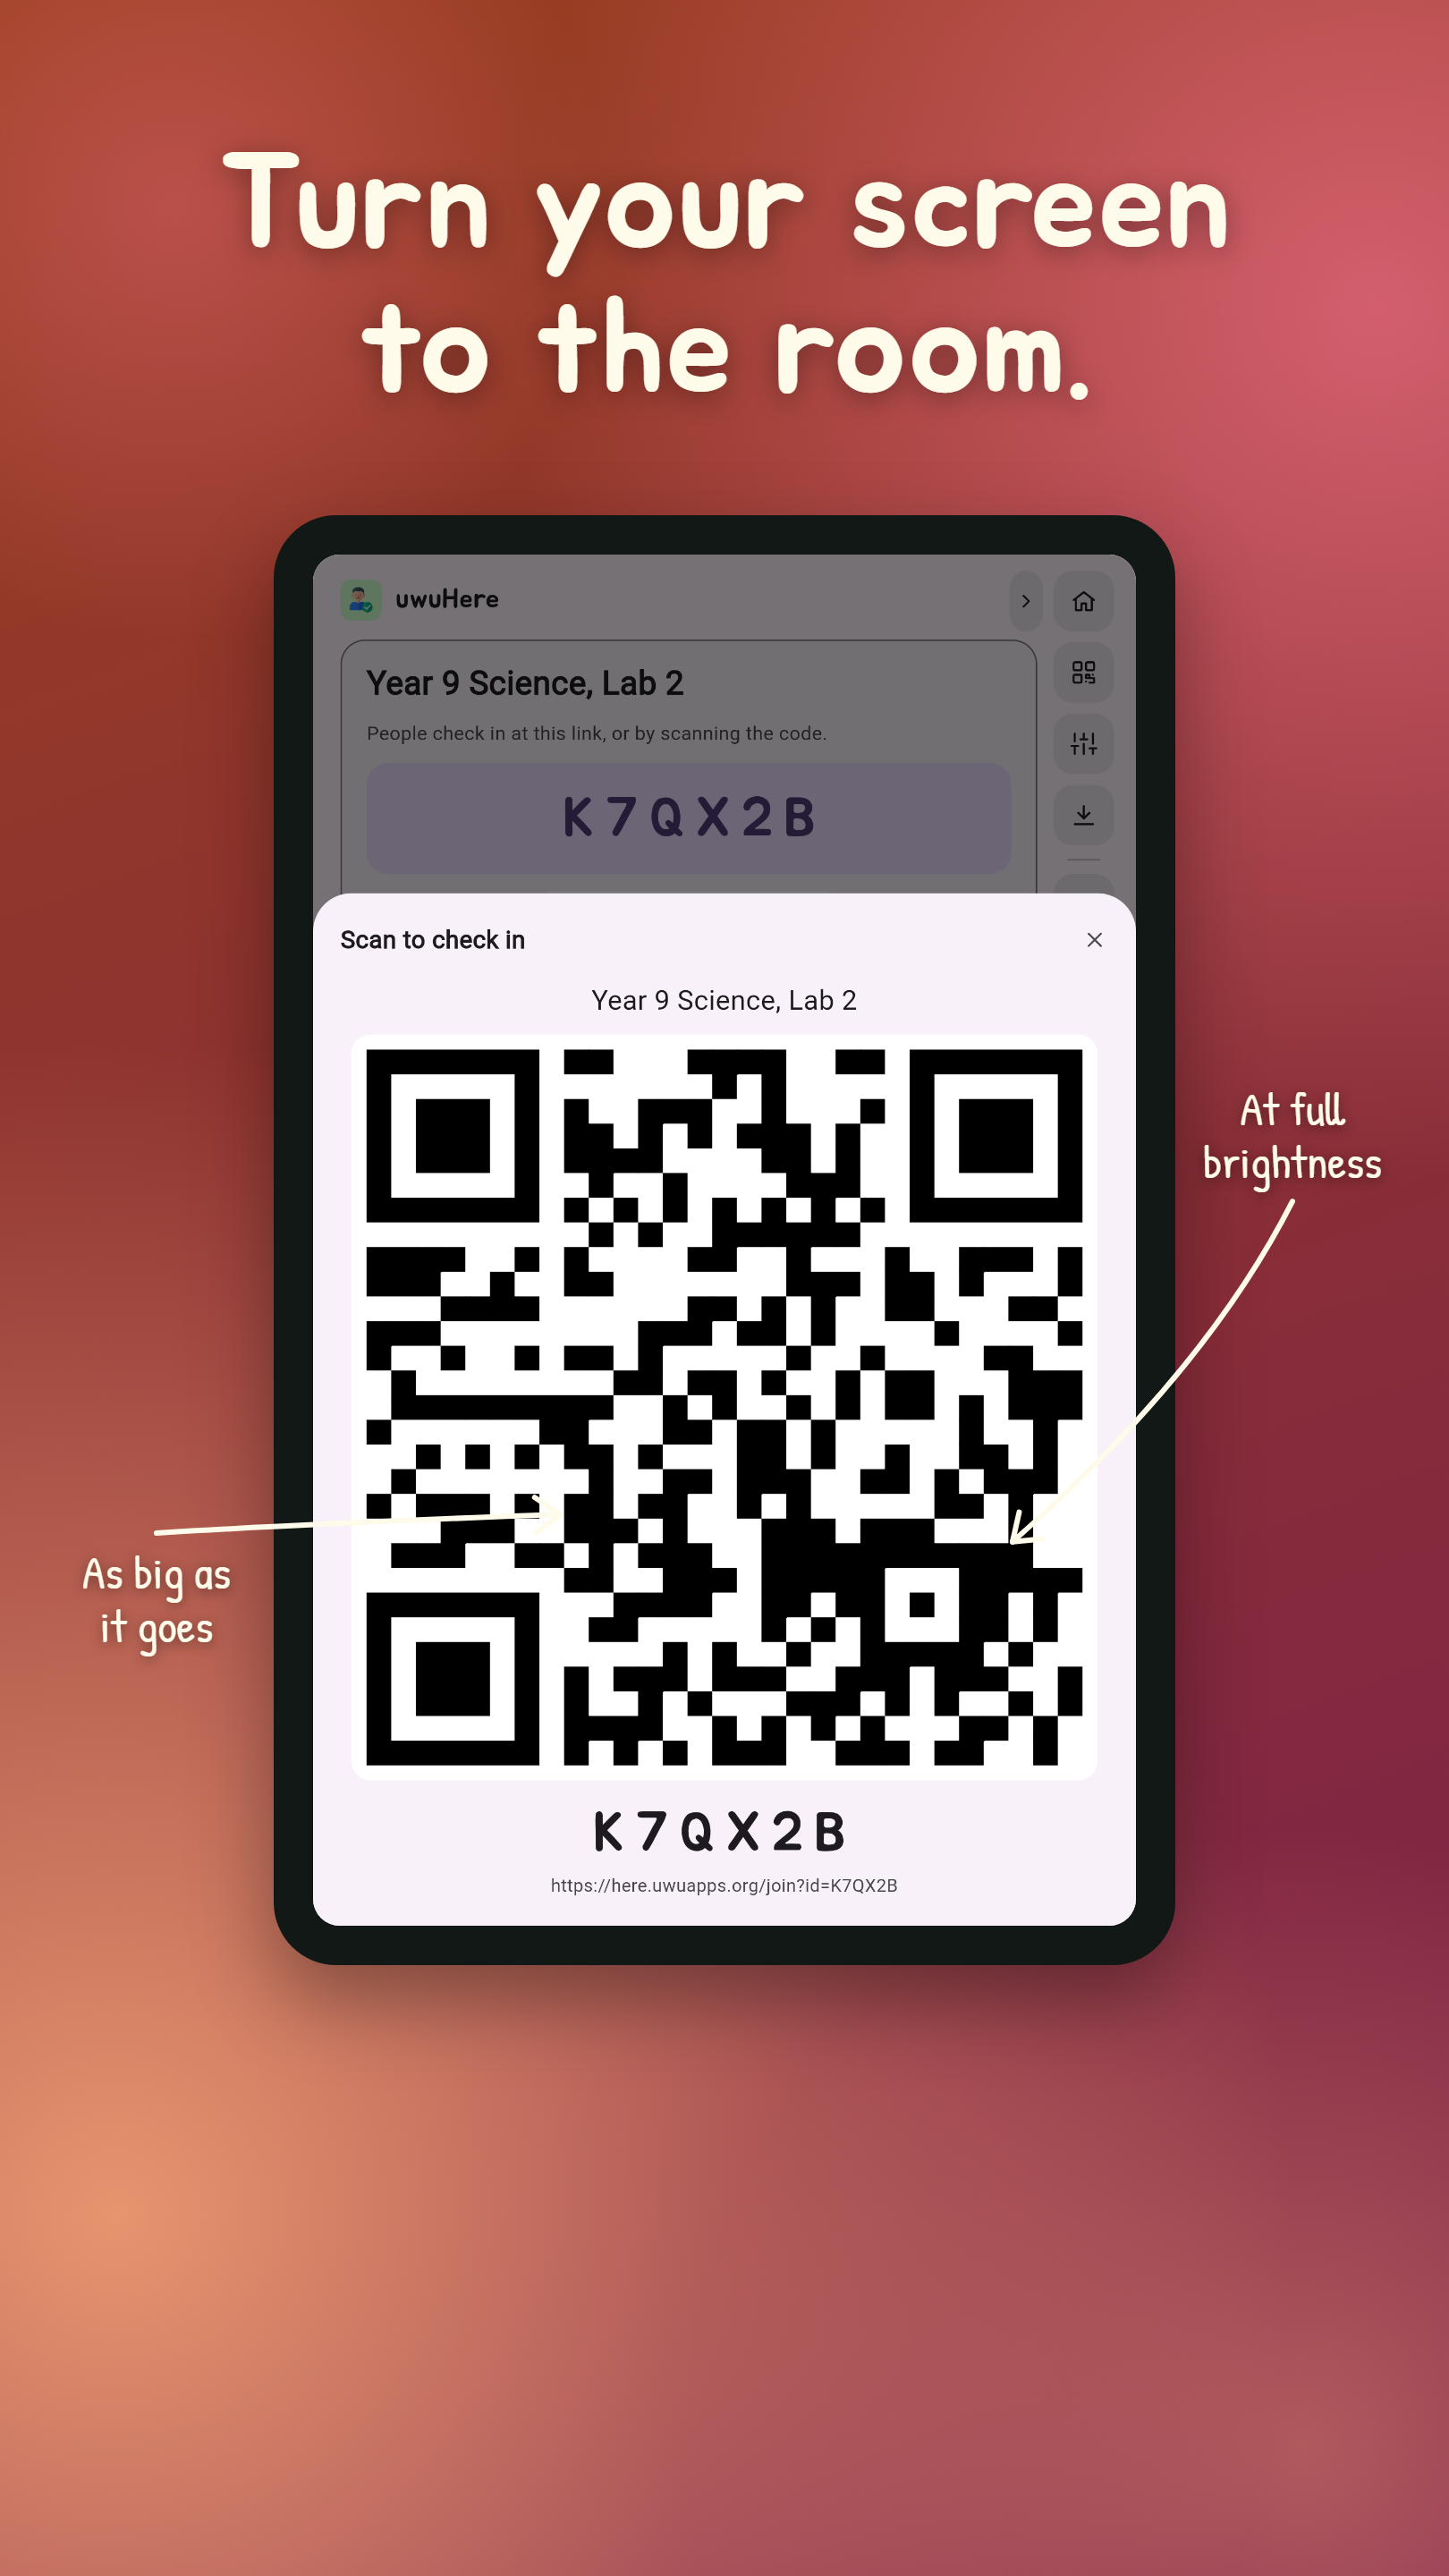 Turn your screen
to the room.
uwuHere
Year 9 Science, Lab 2
People check in at this link, or by scanning the code.
K7QX2B
Scan to check in
Year 9 Science, Lab 2
At full
brightness
As big as
it goes
K7QX2B
https://here.uwuapps.org/join?id=K7QX2B